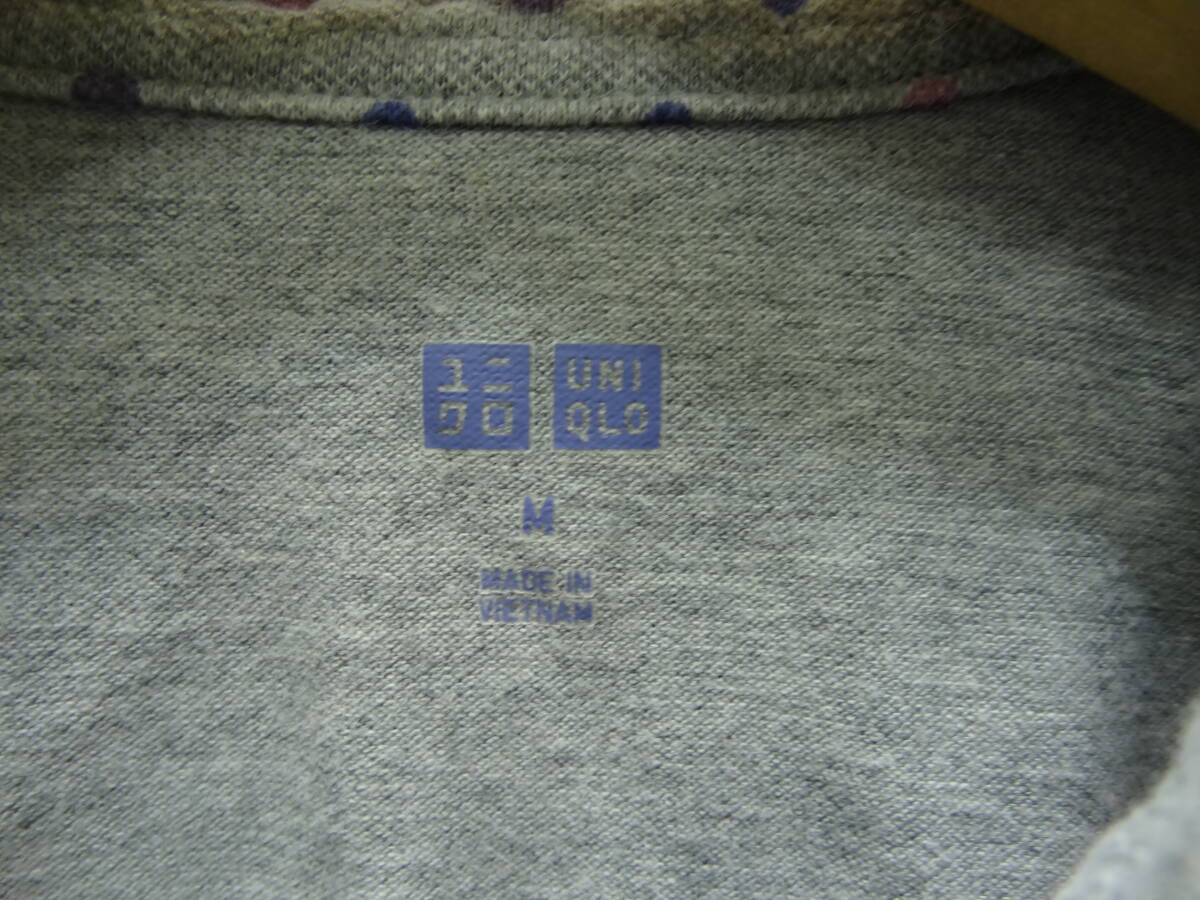 ユニ UNI
クロ QLO
M
MADE IN
VIETNAM